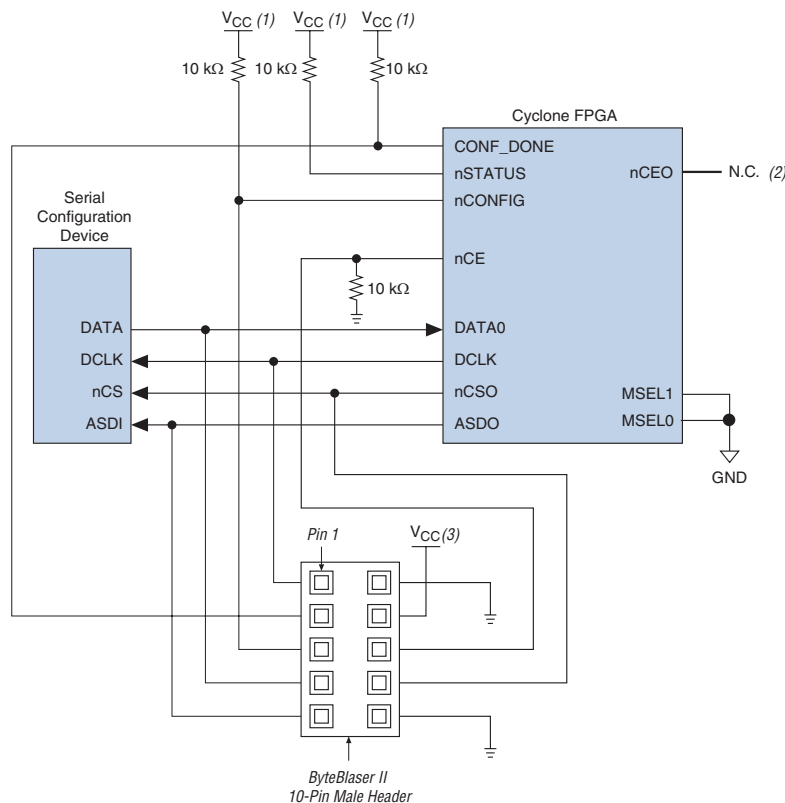 VCC (1) VCC (1) VCC (1)
10 kΩ 10 kΩ 10 kΩ
Cyclone FPGA
CONF_DONE
nSTATUS
nCONFIG
nCE
10 kΩ
DATA0
DCLK
nCSO
ASDO
nCEO
N.C. (2)
MSEL1
MSEL0
GND
Serial
Configuration
Device
DATA
DCLK
nCS
ASDI
Pin 1
VCC (3)
ByteBlaser II
10-Pin Male Header